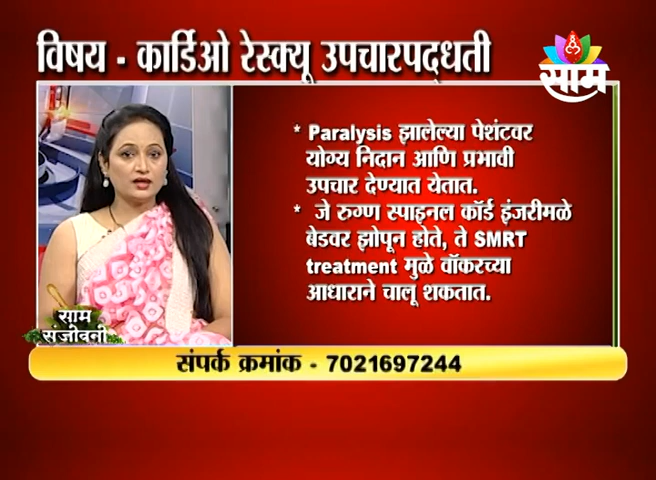 विषय - कार्डिओ रेस्क्यू उपचारपद्धती
साम
* Paralysis झालेल्या पेशंटवर
योग्य निदान आणि प्रभावी
उपचार देण्यात येतात.
* जे रुग्ण स्पाइनल कॉर्ड इंजरीमळे
बेडवर झोपून होते, ते SMRT
treatment मुळे वॉकरच्या
आधाराने चालू शकतात.
साम
संजीवनी
संपर्क क्रमांक - 7021697244